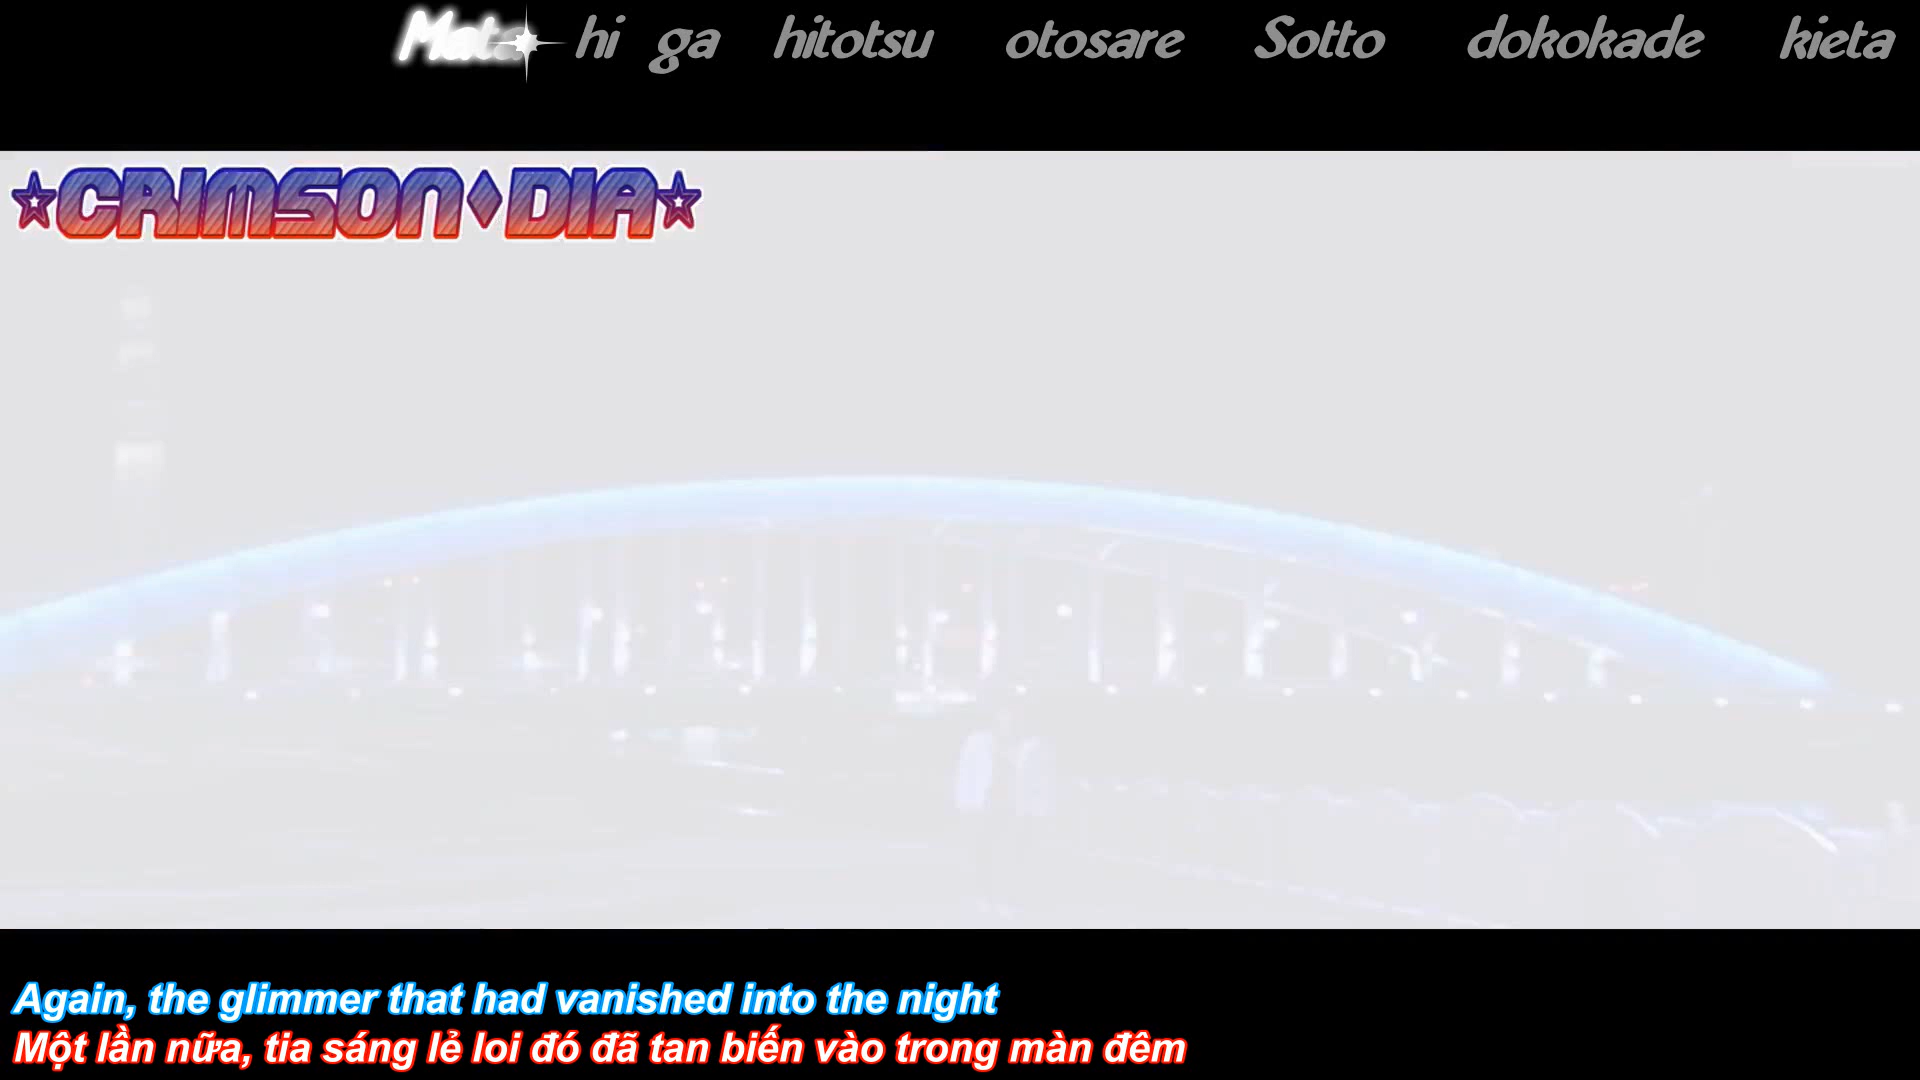 Mata hi ga hitotsu otosare Sotto dokokade kieta
☆CRIMSON♦DIA☆
Again, the glimmer that had vanished into the night
Một lần nữa, tia sáng lẻ loi đó đã tan biến vào trong màn đêm